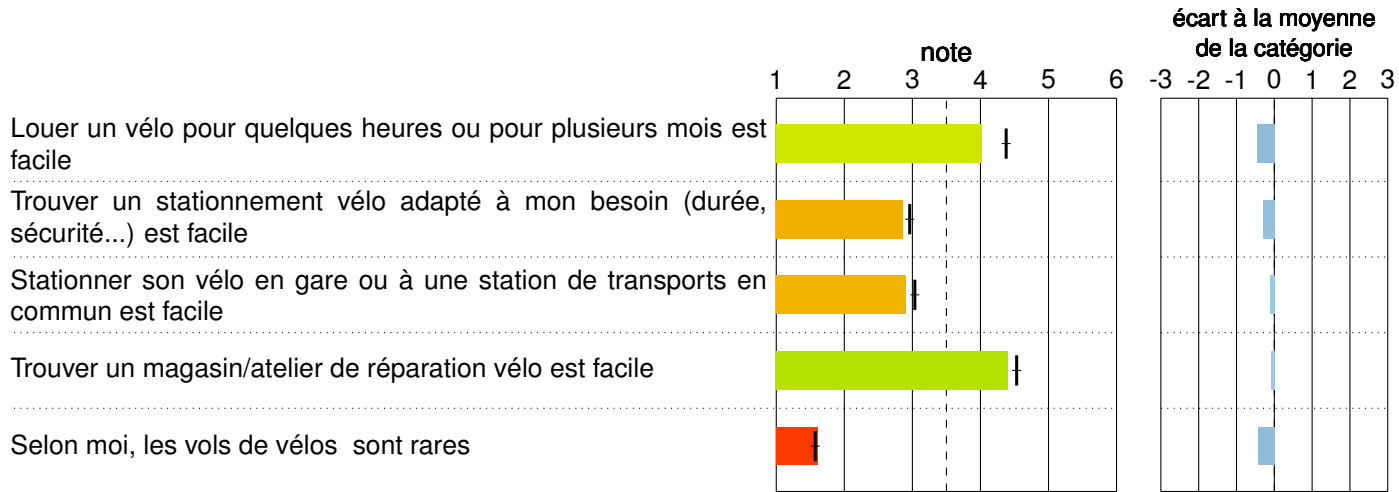 écart à la moyenne
note de la catégorie
1 2 3 4 5 6 -3 -2 -1 0 1 2 3
Louer un vélo pour quelques heures ou pour plusieurs mois est
facile
Trouver un stationnement vélo adapté à mon besoin (durée,
sécurité...) est facile
Stationner son vélo en gare ou à une station de transports en
commun est facile
Trouver un magasin/atelier de réparation vélo est facile
Selon moi, les vols de vélos sont rares